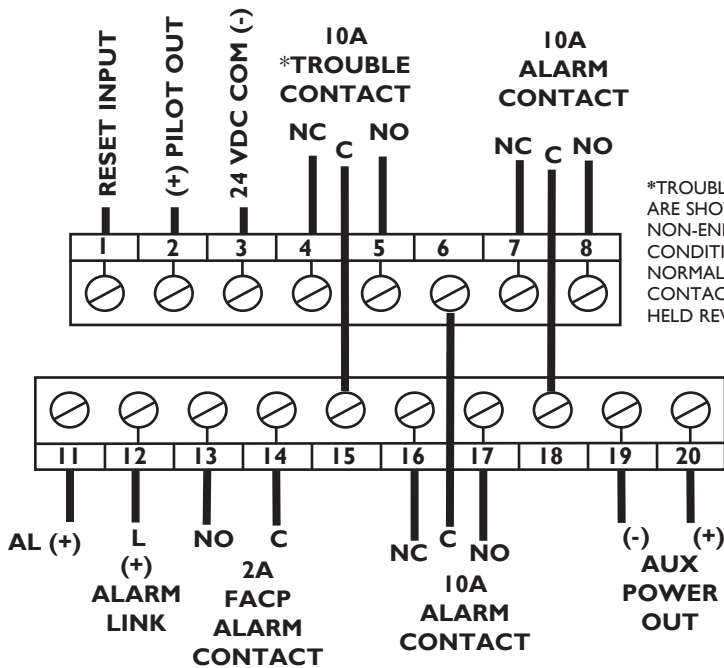 RESET INPUT
(+) PILOT OUT
24 VDC COM (-)
10A
*TROUBLE
CONTACT
NC C NO
10A
ALARM
CONTACT
NC C NO
*TROUBL
ARE SHO
NON-ENE
CONDITI
NORMAL
CONTAC
HELD REV
1 2 3 4 5 6 7 8
11 12 13 14 15 16 17 18 19 20
AL (+)
L
(+)
ALARM
LINK
NO C
2A
FACP
ALARM
CONTACT
NC C NO
10A
ALARM
CONTACT
(-) (+)
AUX
POWER
OUT